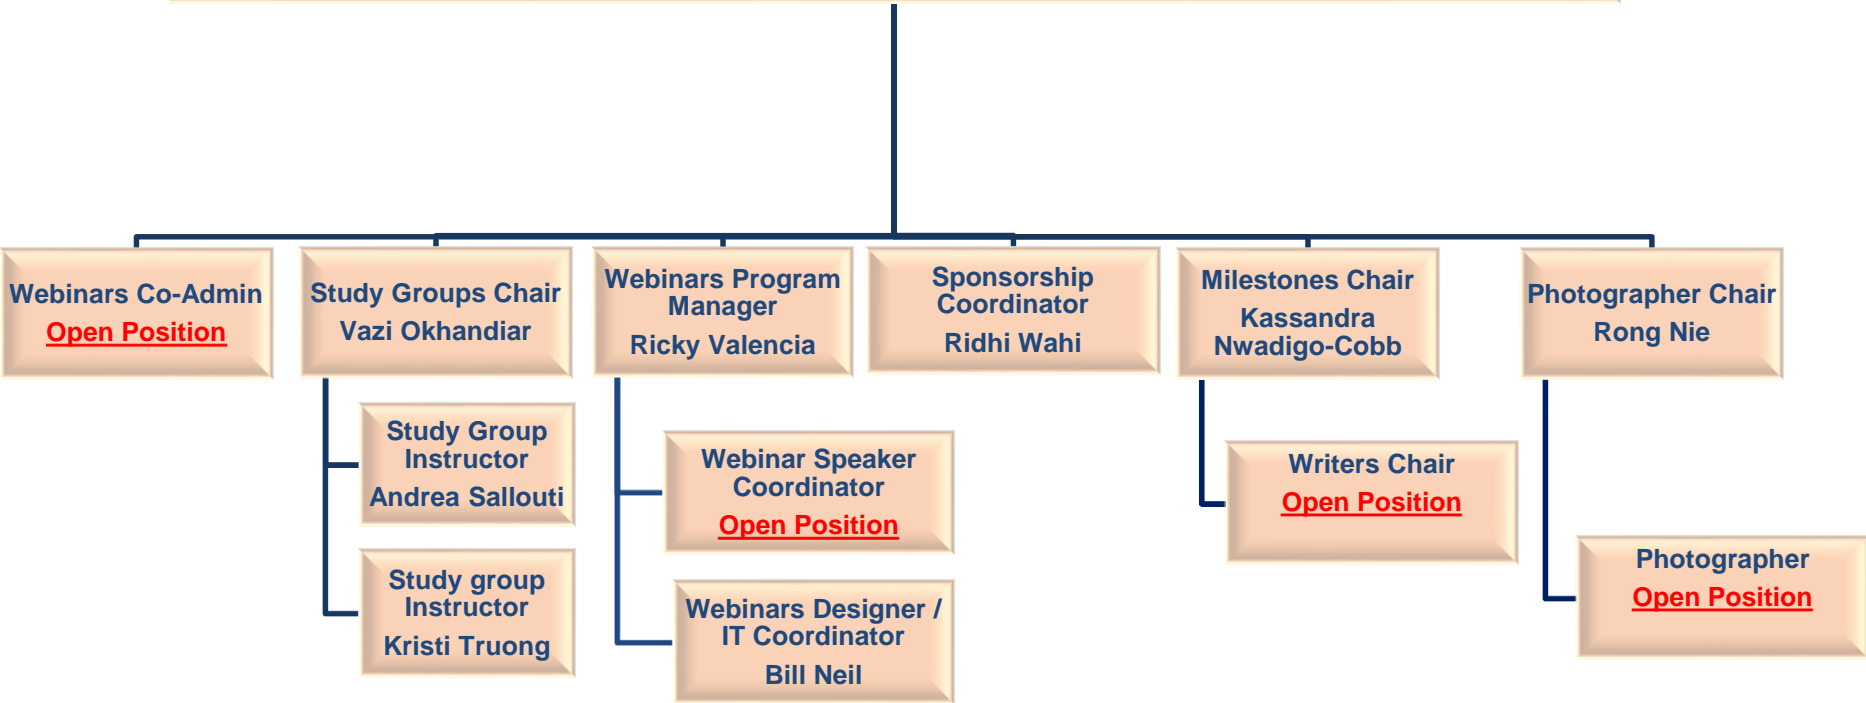 Webinars Co-Admin
Open Position
Study Groups Chair
Vazi Okhandiar
Webinars Program
Manager
Ricky Valencia
Sponsorship
Coordinator
Ridhi Wahi
Milestones Chair
Kassandra
Nwadigo-Cobb
Photographer Chair
Rong Nie
Study Group
Instructor
Andrea Sallouti
Study group
Instructor
Kristi Truong
Webinar Speaker
Coordinator
Open Position
Webinars Designer /
IT Coordinator
Bill Neil
Writers Chair
Open Position
Photographer
Open Position